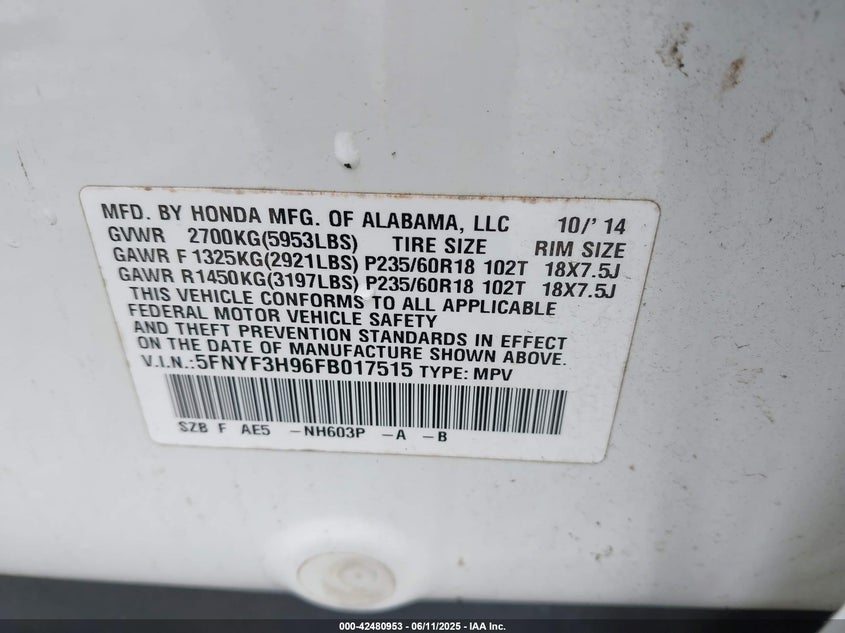 MFD. BY HONDA MFG. OF ALABAMA, LLC 10/' 14
GVWR 2700KG(5953LBS) TIRE SIZE RIM SIZE
GAWR F 1325KG(2921LBS) P235/60R18 102T 18X7.5J
GAWR R1450KG(3197LBS) P235/60R18 102T 18X7.5J
THIS VEHICLE CONFORMS TO ALL APPLICABLE
FEDERAL MOTOR VEHICLE SAFETY
AND THEFT PREVENTION STANDARDS IN EFFECT
ON THE DATE OF MANUFACTURE SHOWN ABOVE.
V.I.N.:5FNYF3H96FB017515 TYPE: MPV
SZB F AE5 -NH603P -A -B
000-42480953 - 06/11/2025 - IAA Inc.